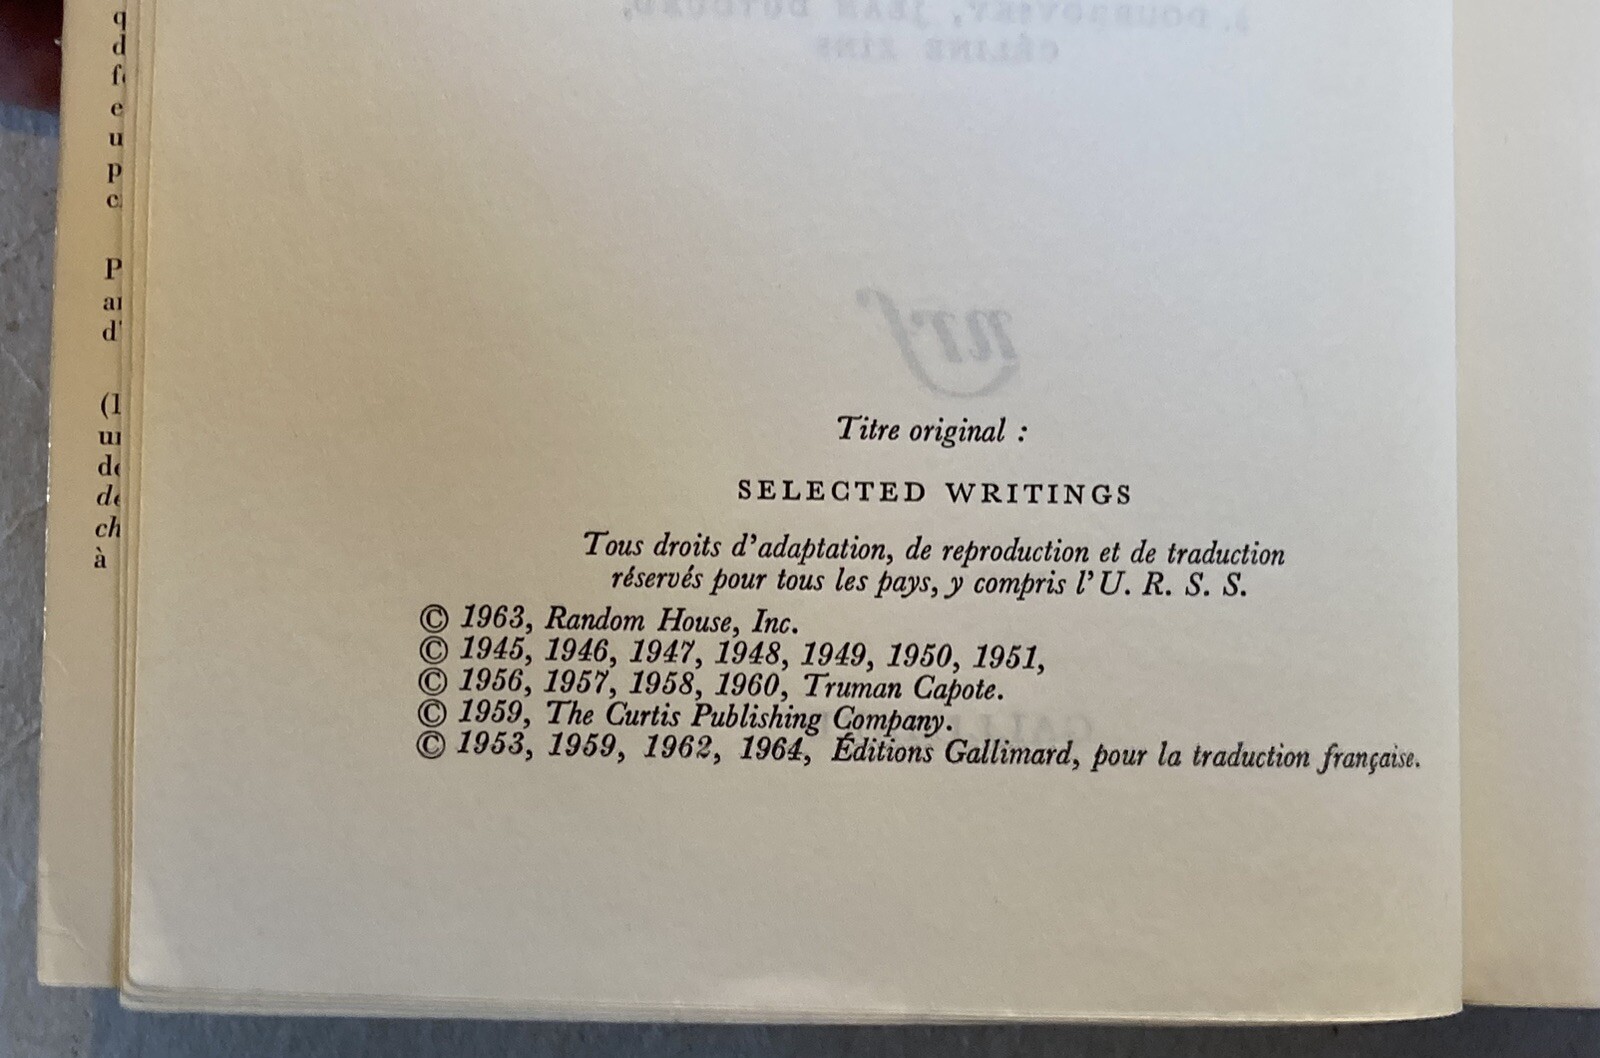 Titre original :
SELECTED WRITINGS
Tous droits d'adaptation, de reproduction et de traduction
réservés pour tous les pays, y compris l'U. R. S. S.
© 1963, Random House, Inc.
© 1945, 1946, 1947, 1948, 1949, 1950, 1951,
© 1956, 1957, 1958, 1960, Truman Capote.
© 1959, The Curtis Publishing Company.
© 1953, 1959, 1962, 1964, Éditions Gallimard, pour la traduction française.